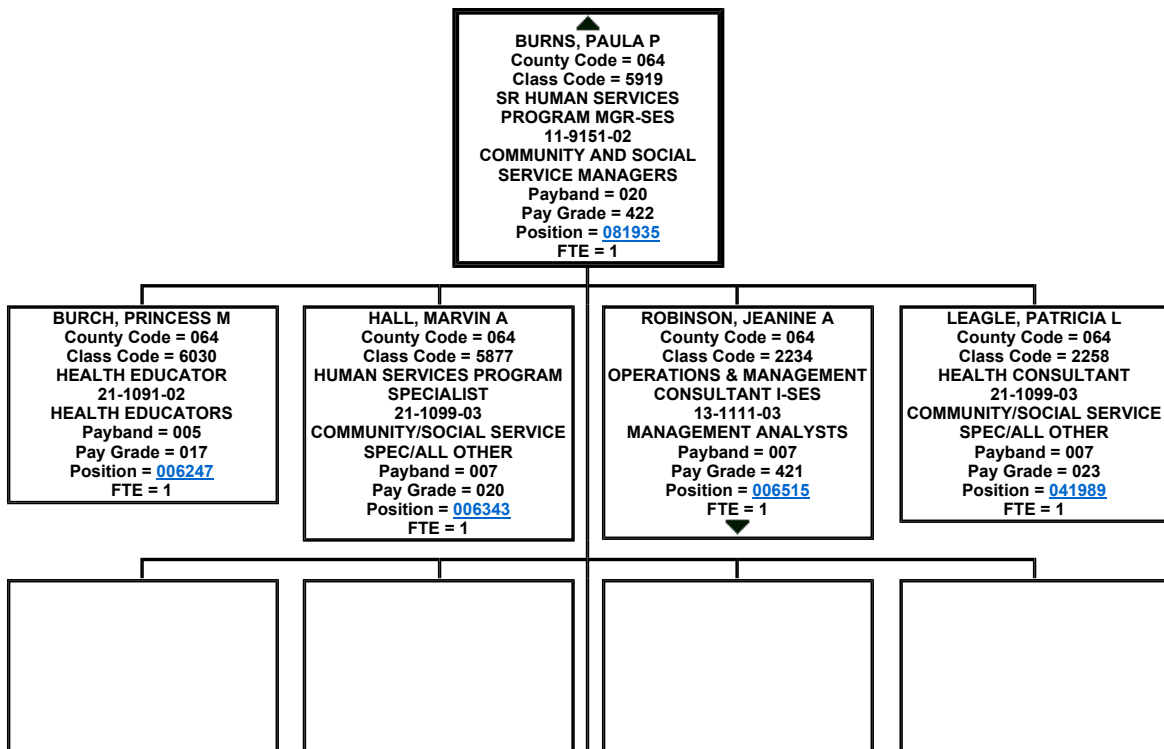 BURNS, PAULA P
County Code = 064
Class Code = 5919
SR HUMAN SERVICES
PROGRAM MGR-SES
11-9151-02
COMMUNITY AND SOCIAL
SERVICE MANAGERS
Payband = 020
Pay Grade = 422
Position = 081935
FTE = 1
BURCH, PRINCESS M
County Code = 064
Class Code = 6030
HEALTH EDUCATOR
21-1091-02
HEALTH EDUCATORS
Payband = 005
Pay Grade = 017
Position = 006247
FTE = 1
HALL, MARVIN A
County Code = 064
Class Code = 5877
HUMAN SERVICES PROGRAM
SPECIALIST
21-1099-03
COMMUNITY/SOCIAL SERVICE
SPEC/ALL OTHER
Payband = 007
Pay Grade = 020
Position = 006343
FTE = 1
ROBINSON, JEANINE A
County Code = 064
Class Code = 2234
OPERATIONS & MANAGEMENT
CONSULTANT I-SES
13-1111-03
MANAGEMENT ANALYSTS
Payband = 007
Pay Grade = 421
Position = 006515
FTE = 1
LEAGLE, PATRICIA L
County Code = 064
Class Code = 2258
HEALTH CONSULTANT
21-1099-03
COMMUNITY/SOCIAL SERVICE
SPEC/ALL OTHER
Payband = 007
Pay Grade = 023
Position = 041989
FTE = 1